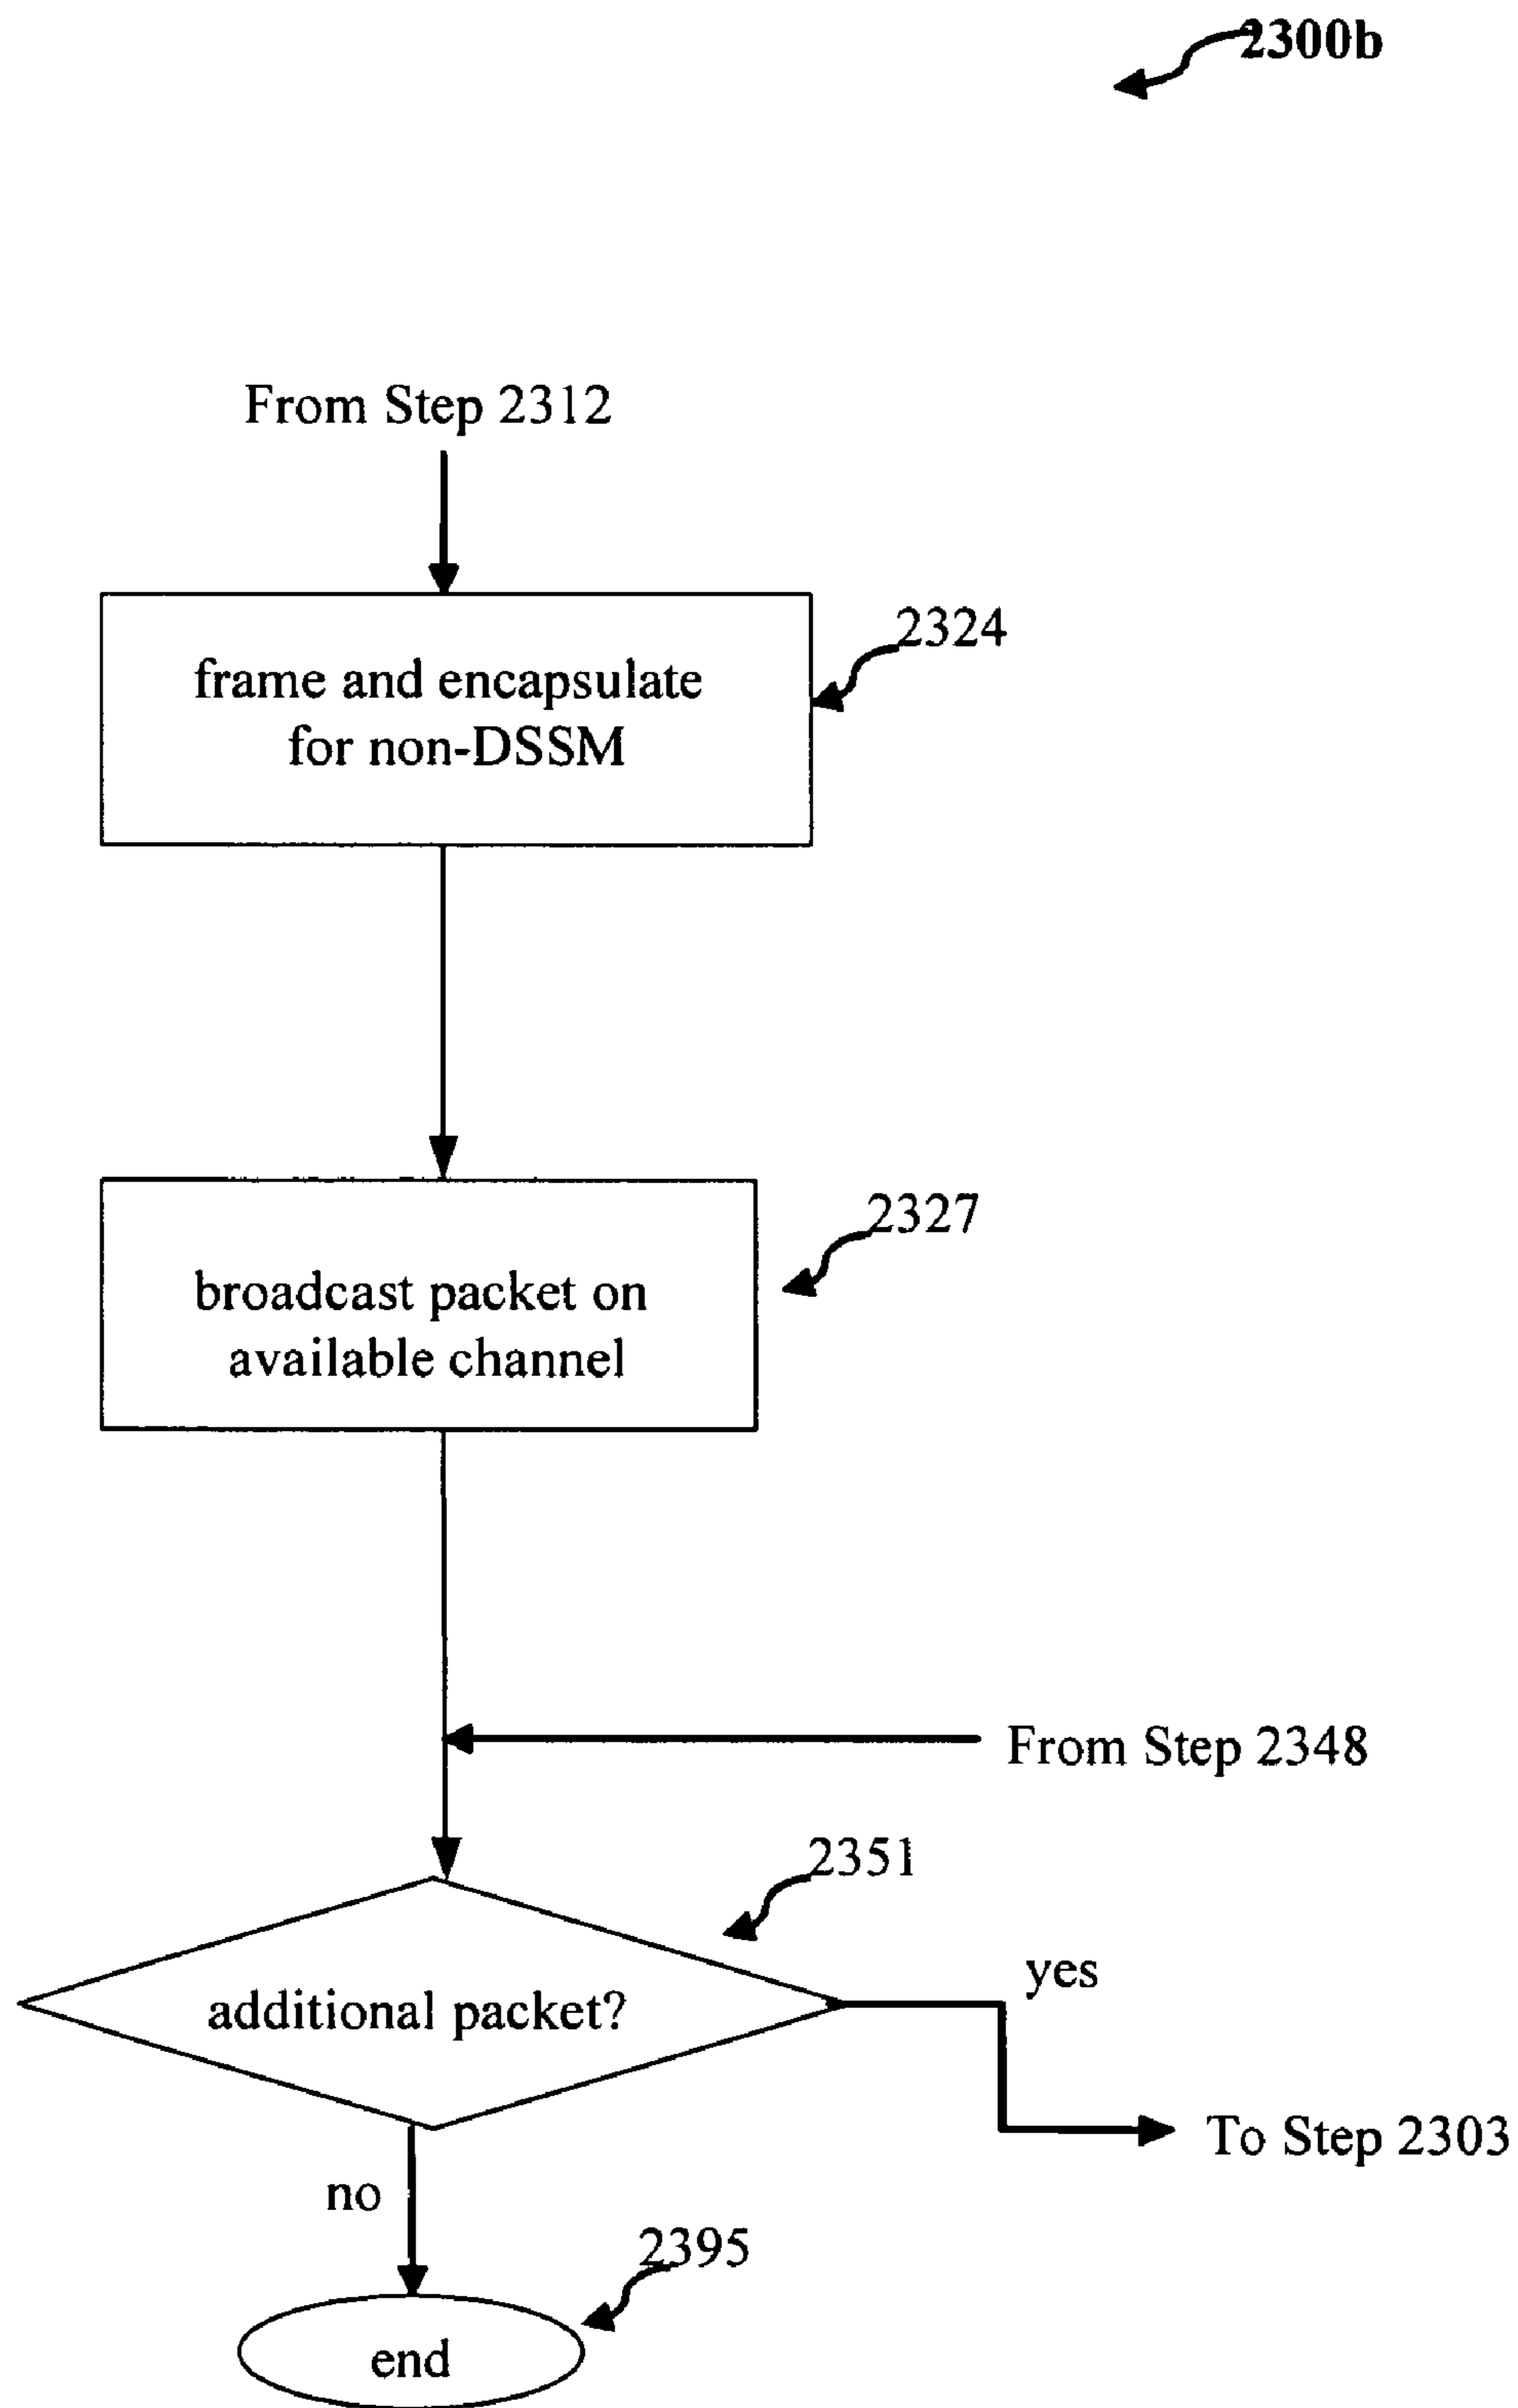 2300b
From Step 2312
2324
frame and encapsulate
for non-DSSM
2327
broadcast packet on
available channel
From Step 2348
2351
yes
additional packet?
To Step 2303
no
2395
end